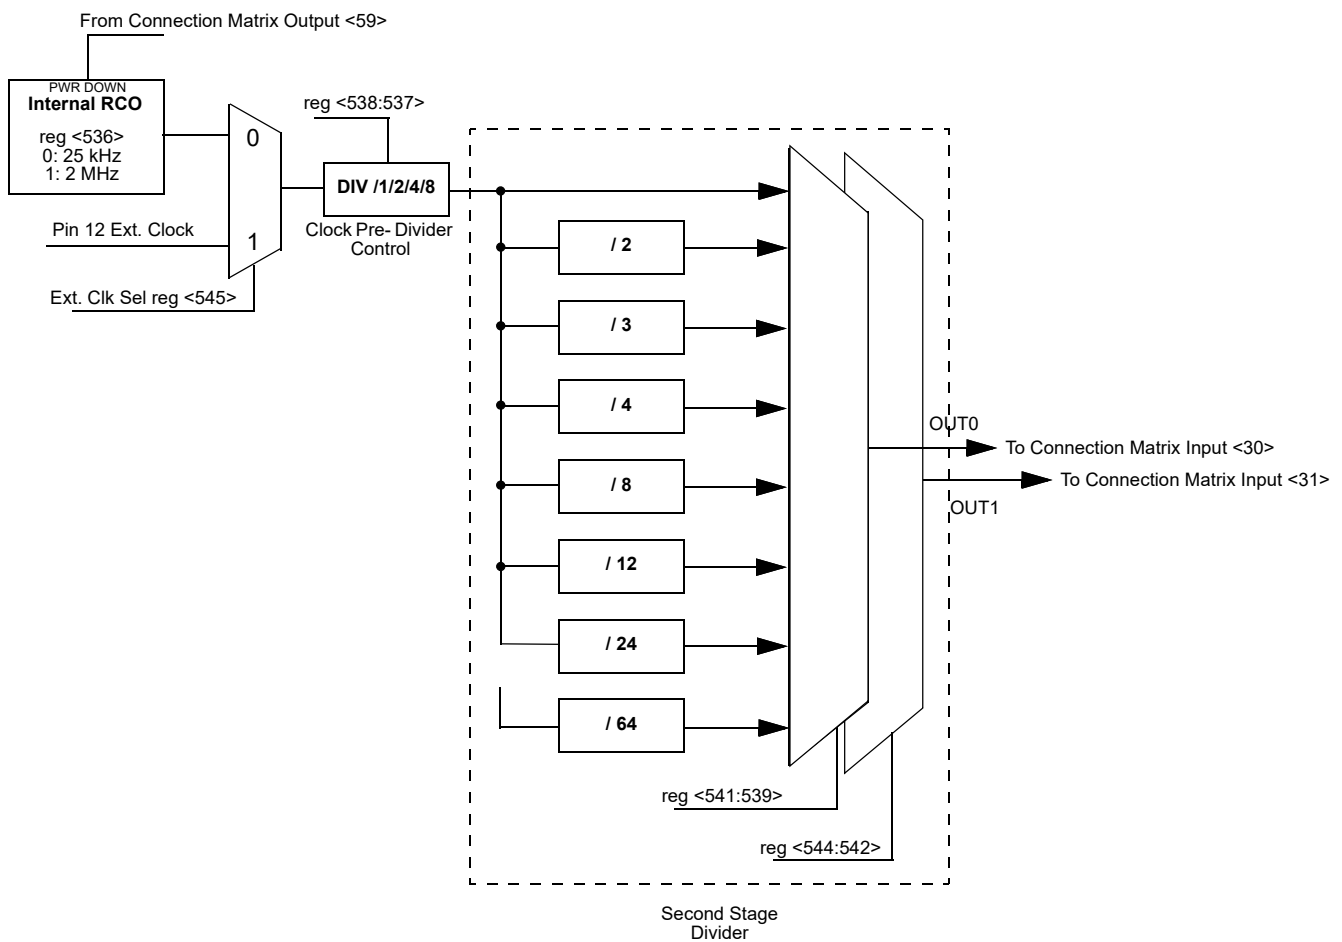 From Connection Matrix Output <59>
PWR DOWN
Internal RCO
reg <536>
0: 25 kHz
1: 2 MHz
0
1
Pin 12 Ext. Clock
Ext. Clk Sel reg <545>
reg <538:537>
DIV /1/2/4/8
Clock Pre- Divider
Control
/ 2
/ 3
/ 4
/ 8
/ 12
/ 24
/ 64
OUT0
To Connection Matrix Input <30>
To Connection Matrix Input <31>
OUT1
reg <541:539>
reg <544:542>
Second Stage
Divider